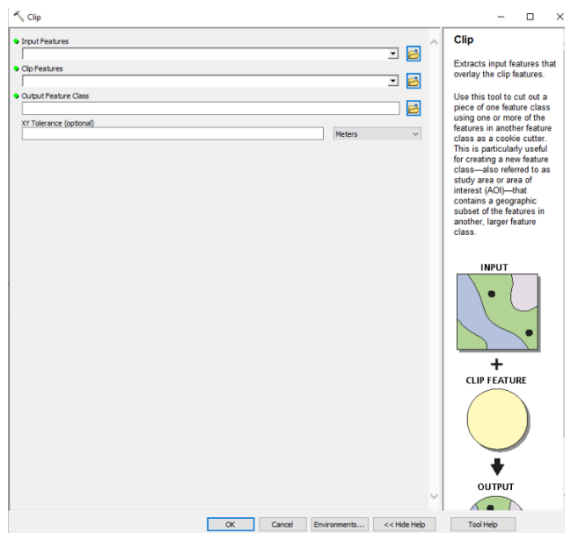 Clip
Input Features
Clip Features
Output Feature Class
XY Tolerance (optional)
Meters
OK
Cancel
Environments...
<< Hide Help
Clip
Extracts input features that
overlay the clip features.
Use this tool to cut out a
piece of one feature class
using one or more of the
features in another feature
class as a cookie cutter.
This is particularly useful
for creating a new feature
class—also referred to as
study area or area of
interest (AOI)—that
contains a geographic
subset of the features in
another, larger feature
class.
INPUT
+
CLIP FEATURE
OUTPUT
Tool Help